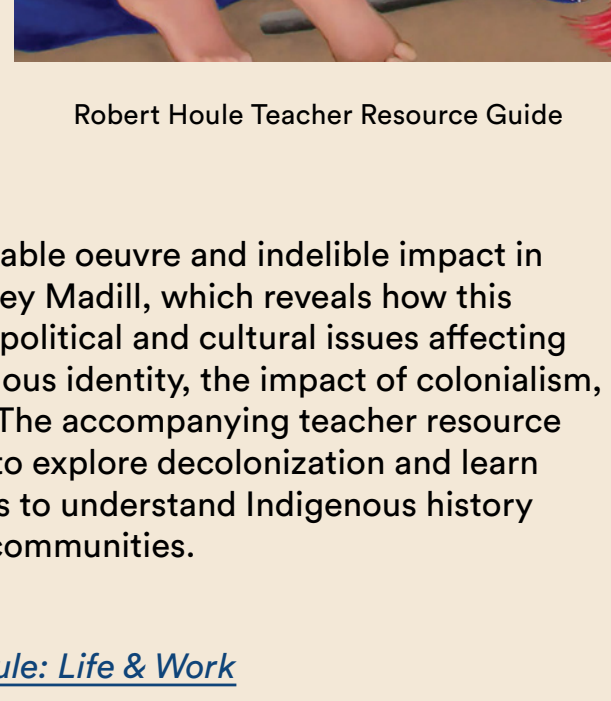 Robert Houle Teacher Resource Guide
able oeuvre and indelible impact in
ey Madill, which reveals how this
political and cultural issues affecting
ous identity, the impact of colonialism,
The accompanying teacher resource
to explore decolonization and learn
s to understand Indigenous history
communities.
ule: Life & Work